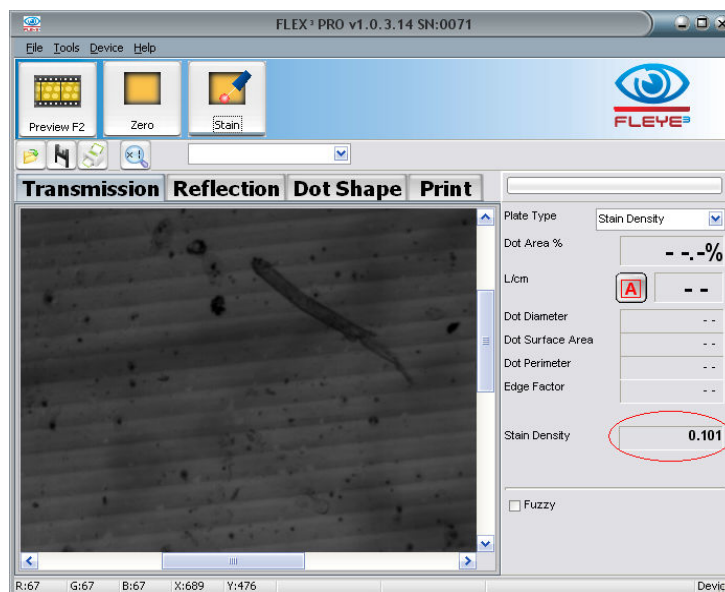 FLEX³ PRO v1.0.3.14 SN:0071
File Tools Device Help
Preview F2 Zero Stain
FLEYE³
x1
Transmission Reflection Dot Shape Print
Plate Type Stain Density
Dot Area % - -.-%
L/cm A - -
Dot Diameter - -
Dot Surface Area - -
Dot Perimeter - -
Edge Factor - -
Stain Density 0.101
Fuzzy
R:67 G:67 B:67 X:689 Y:476 Devic